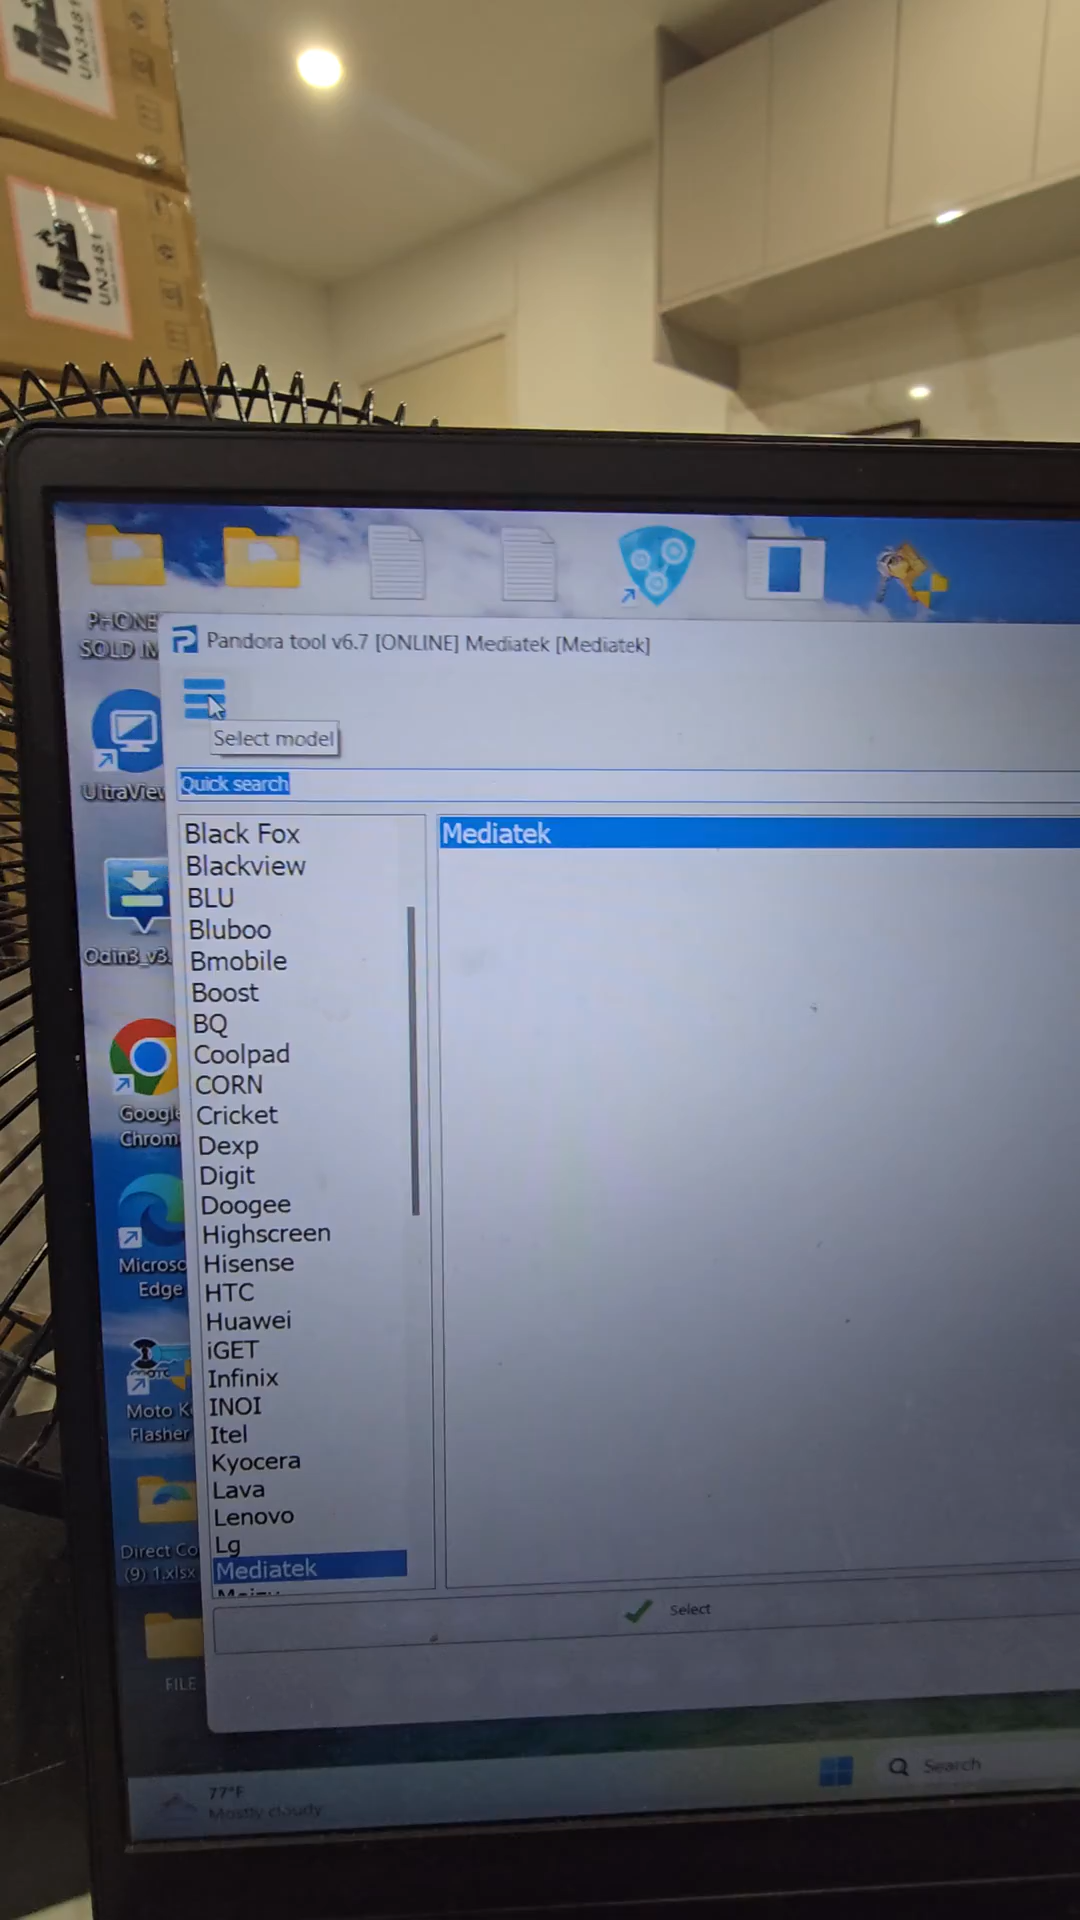 UN3481
UN3481
PHONE
SOLD IN
Pandora tool v6.7 [ONLINE] Mediatek [Mediatek]
Select model
Quick search
UltraView
Odin3_v3.
Google
Chrom
Microso
Edge
Moto K
Flasher
Direct Co
(9) 1.xlsx
FILE
Black Fox
Blackview
BLU
Bluboo
Bmobile
Boost
BQ
Coolpad
CORN
Cricket
Dexp
Digit
Doogee
Highscreen
Hisense
HTC
Huawei
iGET
Infinix
INOI
Itel
Kyocera
Lava
Lenovo
Lg
Mediatek
Mediatek
Select
77°F
Mostly cloudy
Search